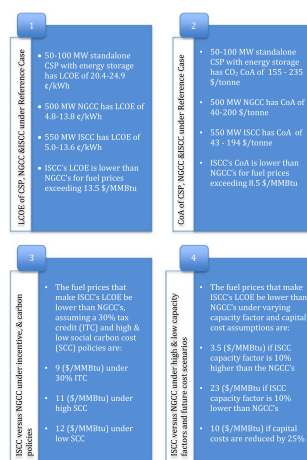 1
LCOE of CSP, NGCC &ISCC under Reference Case
• 50-100 MW standalone
CSP with energy storage
has LCOE of 20.4-24.9
¢/kWh
• 500 MW NGCC has LCOE of
4.8-13.8 ¢/kWh
• 550 MW ISCC has LCOE of
5.0-13.6 ¢/kWh
• ISCC's LCOE is lower than
NGCC's for fuel prices
exceeding 13.5 $/MMBtu
2
CoA of CSP, NGCC &ISCC under Reference Case
• 50-100 MW standalone
CSP with energy storage
has CO₂ CoA of 155 - 235
$/tonne
• 500 MW NGCC has CoA of
40-200 $/tonne
• 550 MW ISCC has CoA of
43 - 194 $/tonne
• ISCC's CoA is lower than
NGCC's for fuel prices
exceeding 8.5 $/MMBtu
3
ISCC versus NGCC under incentive, & carbon
policies
• The fuel prices that
make ISCC's LCOE be
lower than NGCC's,
assuming a 30% tax
credit (ITC) and high &
low social carbon cost
(SCC) policies are:
• 9 ($/MMBtu) under
30% ITC
• 11 ($/MMBtu) under
high SCC
• 12 ($/MMBtu) under
low SCC
4
ISCC versus NGCC under high & low capacity
factors and future cost scenarios
• The fuel prices that make
ISCC's LCOE be lower than
NGCC's under varying
capacity factor and capital
cost assumptions are:
• 3.5 ($/MMBtu) if ISCC
capacity factor is 10%
higher than the NGCC's
• 23 ($/MMBtu if ISCC
capacity factor is 10%
lower than NGCC's
• 10 ($/MMBtu) if capital
costs are reduced by 25%